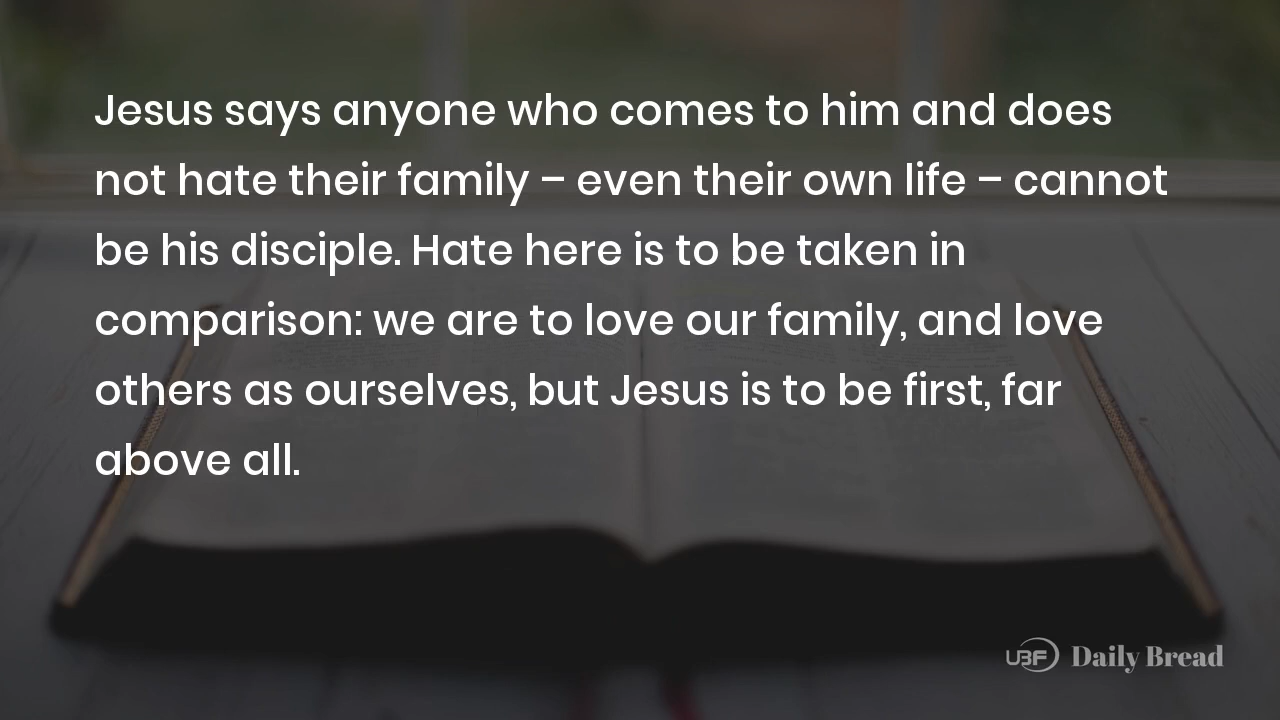 Jesus says anyone who comes to him and does
not hate their family – even their own life – cannot
be his disciple. Hate here is to be taken in
comparison: we are to love our family, and love
others as ourselves, but Jesus is to be first, far
above all.
UBF Daily Bread